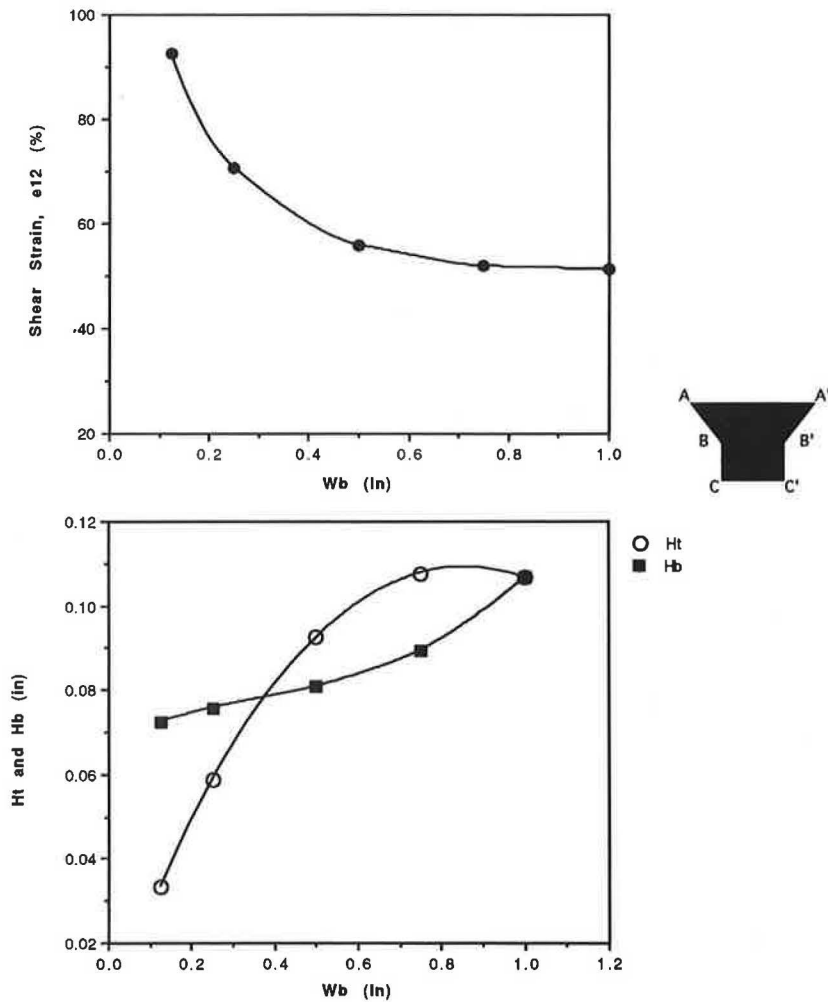 100
80
60
40
20
Shear Strain, e12 (%)
0.0 0.2 0.4 0.6 0.8 1.0
Wb (in)
A A'
B B'
C C'
0.12
0.10
0.08
0.06
0.04
0.02
Ht and Hb (in)
0.0 0.2 0.4 0.6 0.8 1.0 1.2
Wb (in)
Ht
Hb